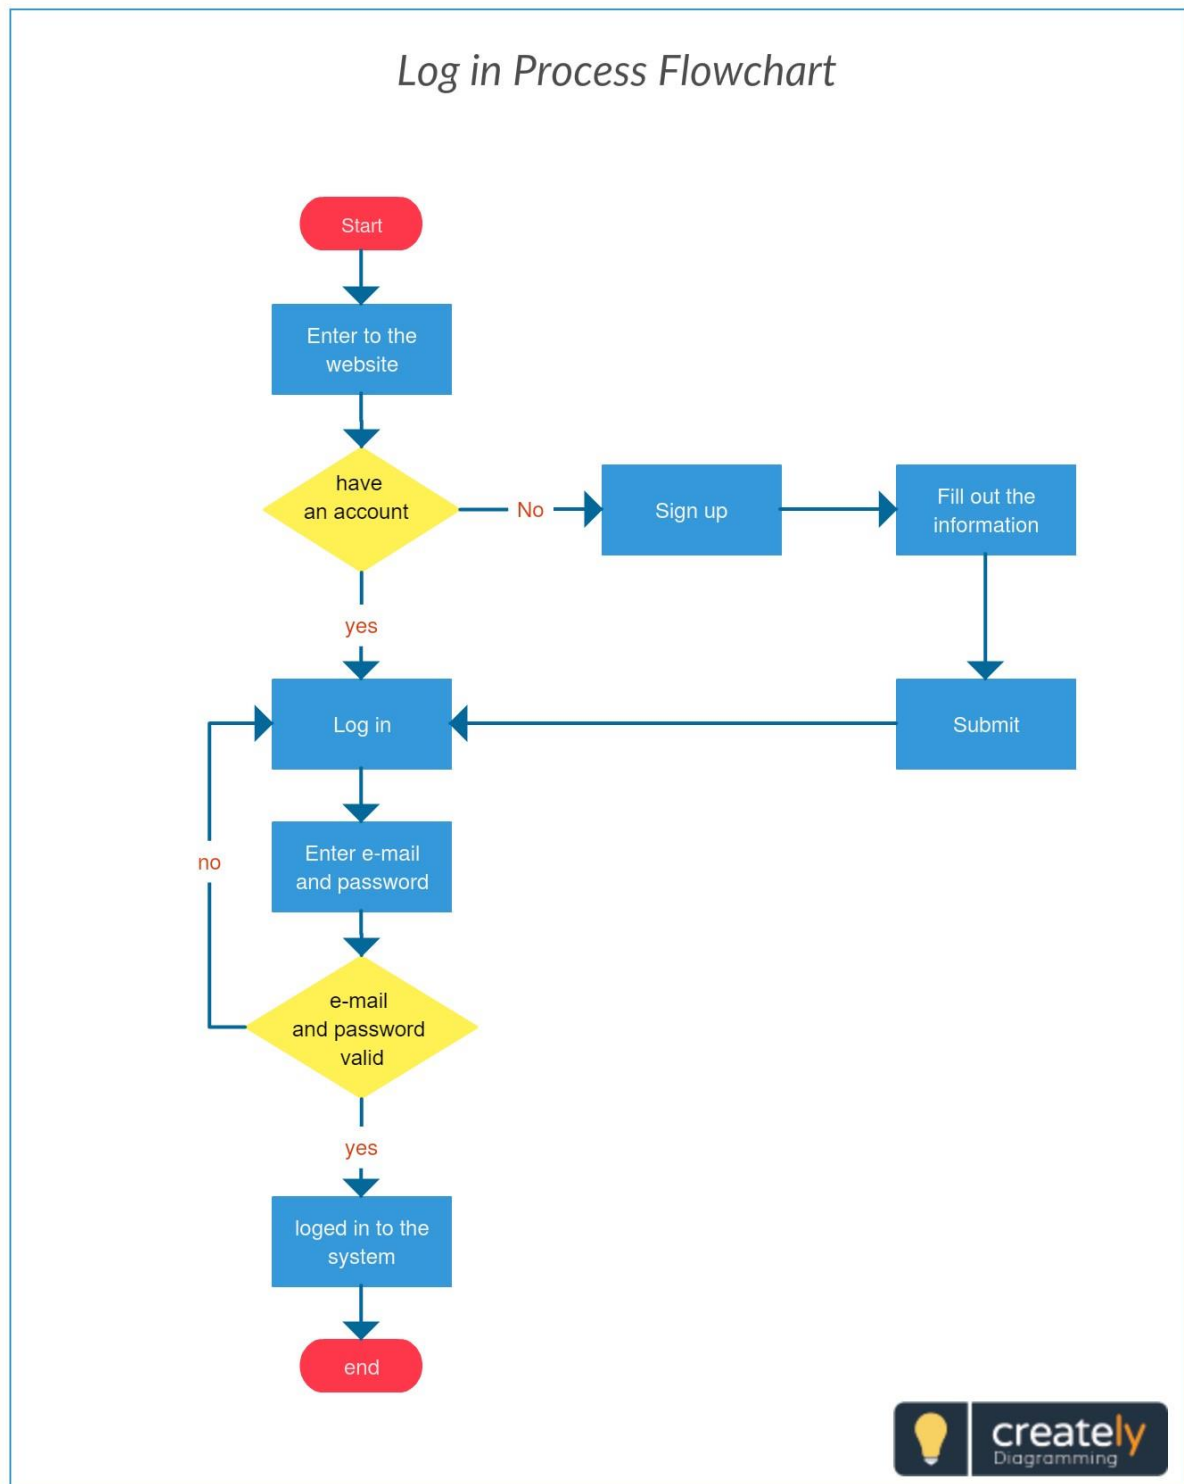 Log in Process Flowchart
Start
Enter to the
website
have
an account
No
Sign up
Fill out the
information
yes
Log in
Submit
no
Enter e-mail
and password
e-mail
and password
valid
yes
loged in to the
system
end
creately
Diagramming